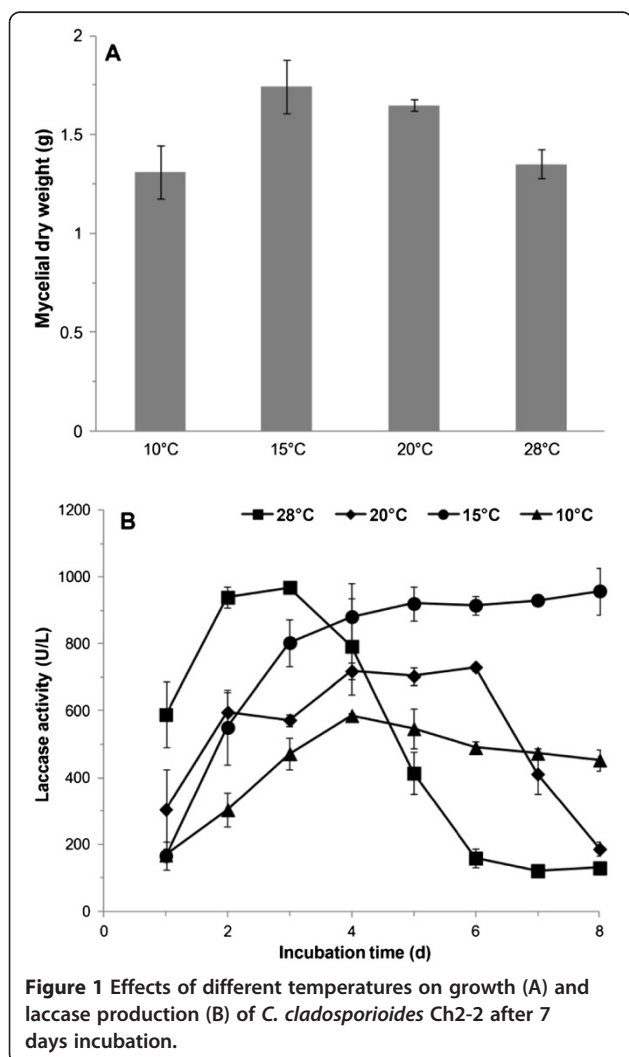 A
Mycelial dry weight (g)
2
1.5
1
0.5
0
10°C 15°C 20°C 28°C
B
28°C 20°C 15°C 10°C
Laccase activity (U/L)
1200
1000
800
600
400
200
0
0 2 4 6 8
Incubation time (d)
Figure 1 Effects of different temperatures on growth (A) and
laccase production (B) of C. cladosporioides Ch2-2 after 7
days incubation.